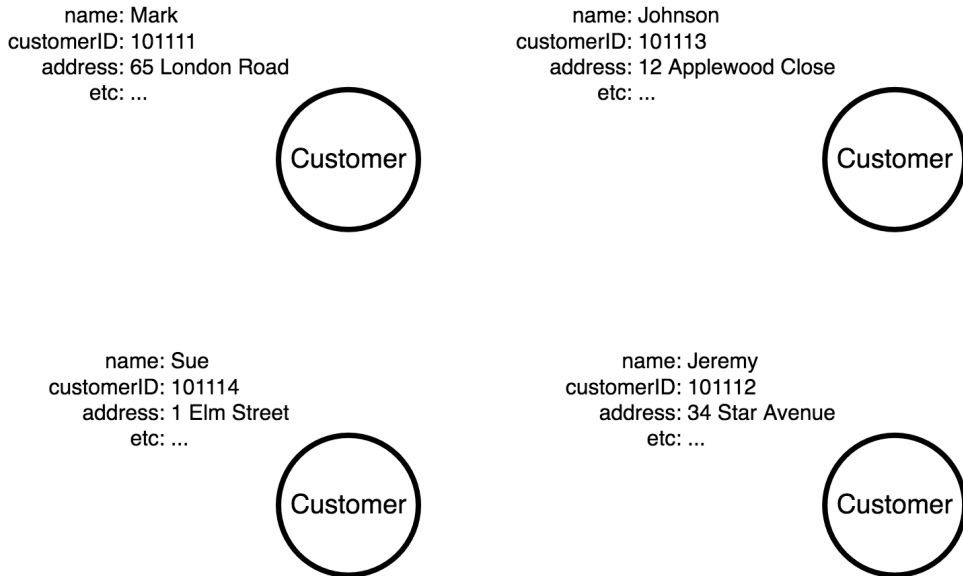 name: Mark
customerID: 101111
address: 65 London Road
etc: ...
Customer
name: Johnson
customerID: 101113
address: 12 Applewood Close
etc: ...
Customer
name: Sue
customerID: 101114
address: 1 Elm Street
etc: ...
Customer
name: Jeremy
customerID: 101112
address: 34 Star Avenue
etc: ...
Customer